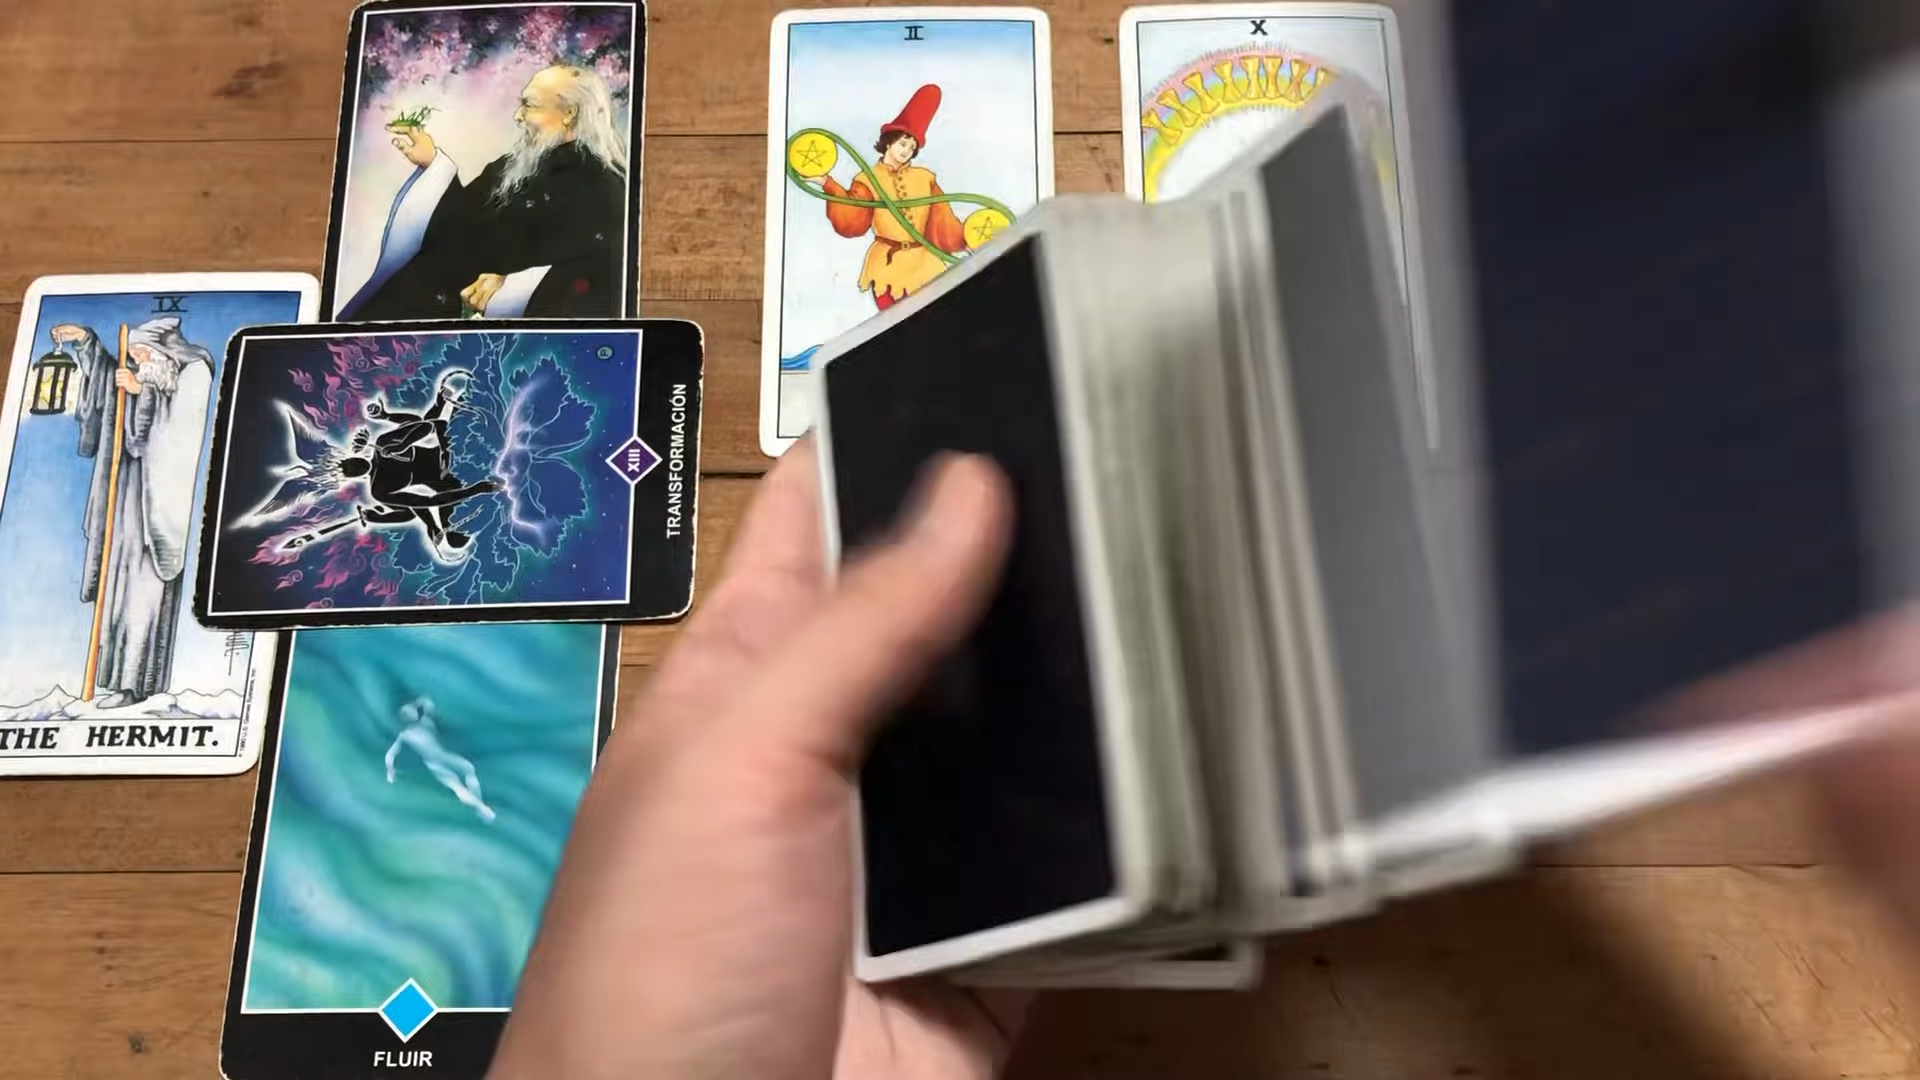 II
X
IX
XIII
TRANSFORMACIÓN
THE HERMIT.
FLUIR